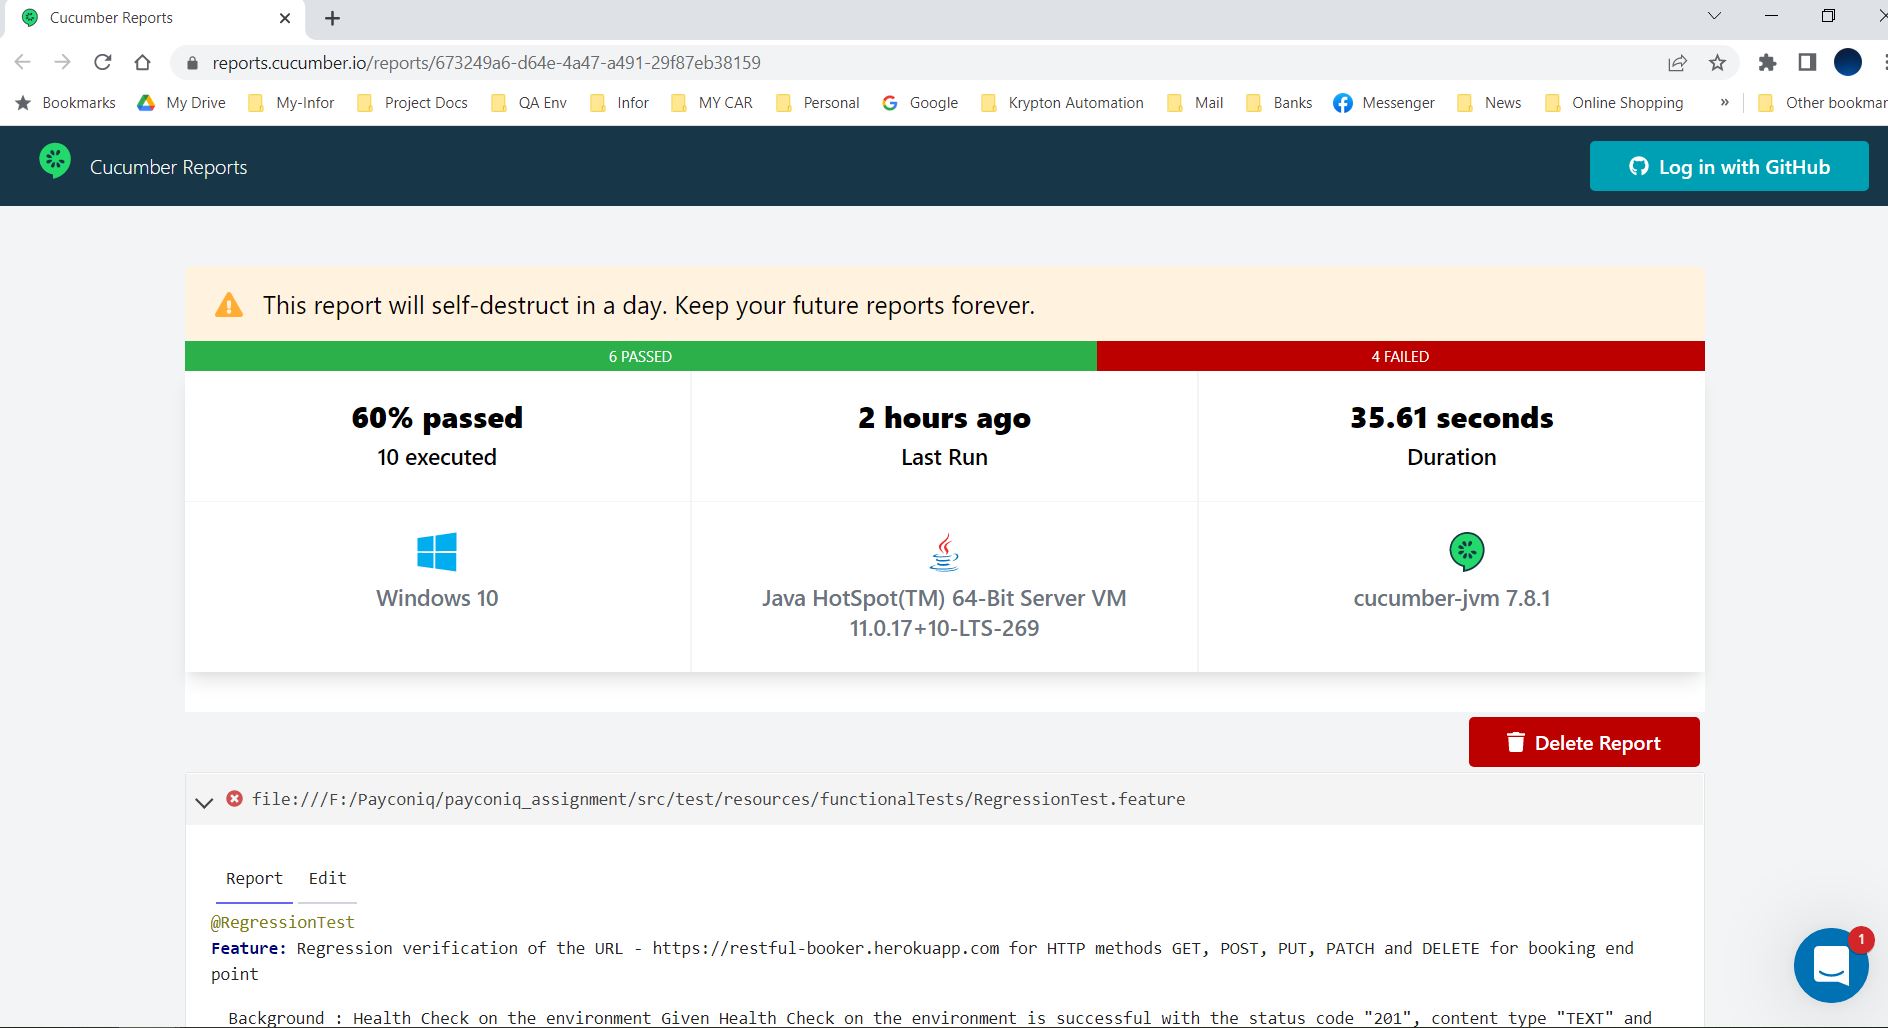 Cucumber Reports
reports.cucumber.io/reports/673249a6-d64e-4a47-a491-29f87eb38159
Bookmarks My Drive My-Infor Project Docs QA Env Infor MY CAR Personal Google Krypton Automation Mail Banks Messenger News Online Shopping » Other bookmar
Cucumber Reports Log in with GitHub
This report will self-destruct in a day. Keep your future reports forever.
6 PASSED 4 FAILED
60% passed 2 hours ago 35.61 seconds
10 executed Last Run Duration
Windows 10 Java HotSpot(TM) 64-Bit Server VM cucumber-jvm 7.8.1
11.0.17+10-LTS-269
Delete Report
file:///F:/Payconiq/payconiq_assignment/src/test/resources/functionalTests/RegressionTest.feature
Report Edit
@RegressionTest
Feature: Regression verification of the URL - https://restful-booker.herokuapp.com for HTTP methods GET, POST, PUT, PATCH and DELETE for booking end
point
1
Background : Health Check on the environment Given Health Check on the environment is successful with the status code "201", content type "TEXT" and